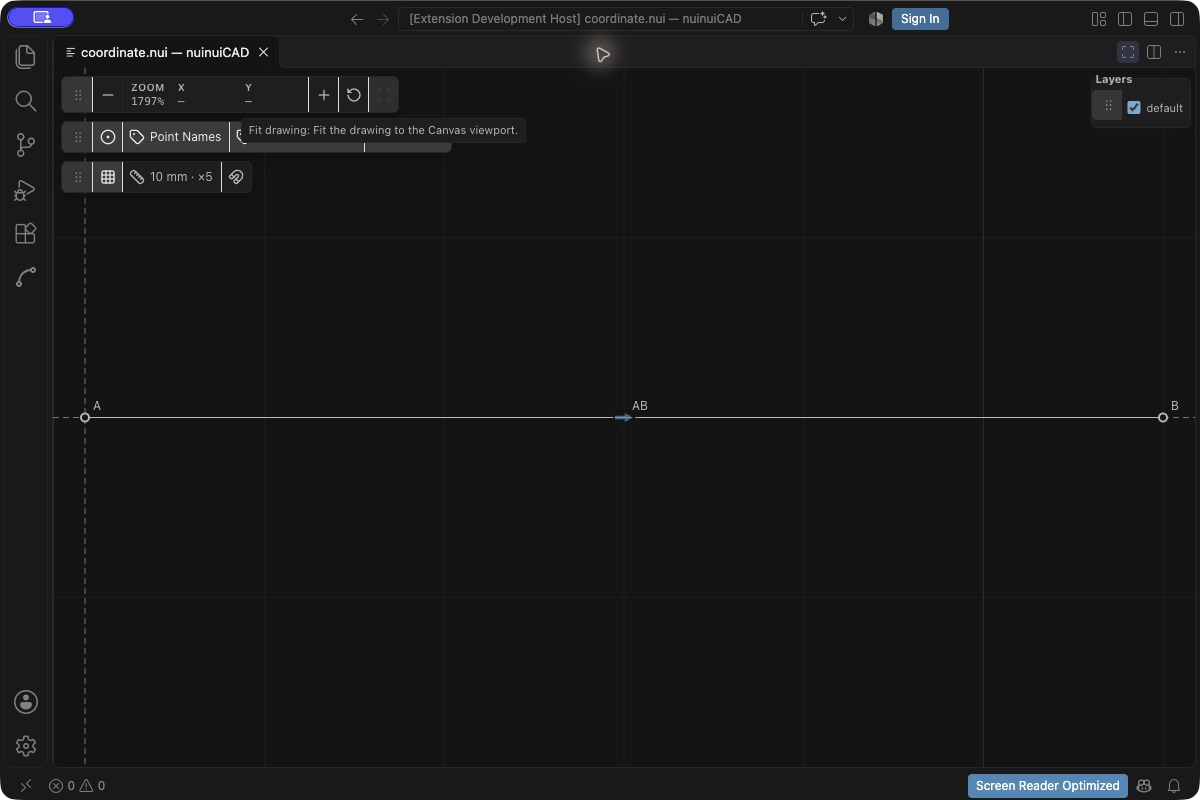 [Extension Development Host] coordinate.nui — nuinuiCAD
Sign In
coordinate.nui — nuinuiCAD
ZOOM X Y
1797% – –
Layers
default
Fit drawing: Fit the drawing to the Canvas viewport.
Point Names
10 mm · ×5
A
AB
B
0
0
Screen Reader Optimized